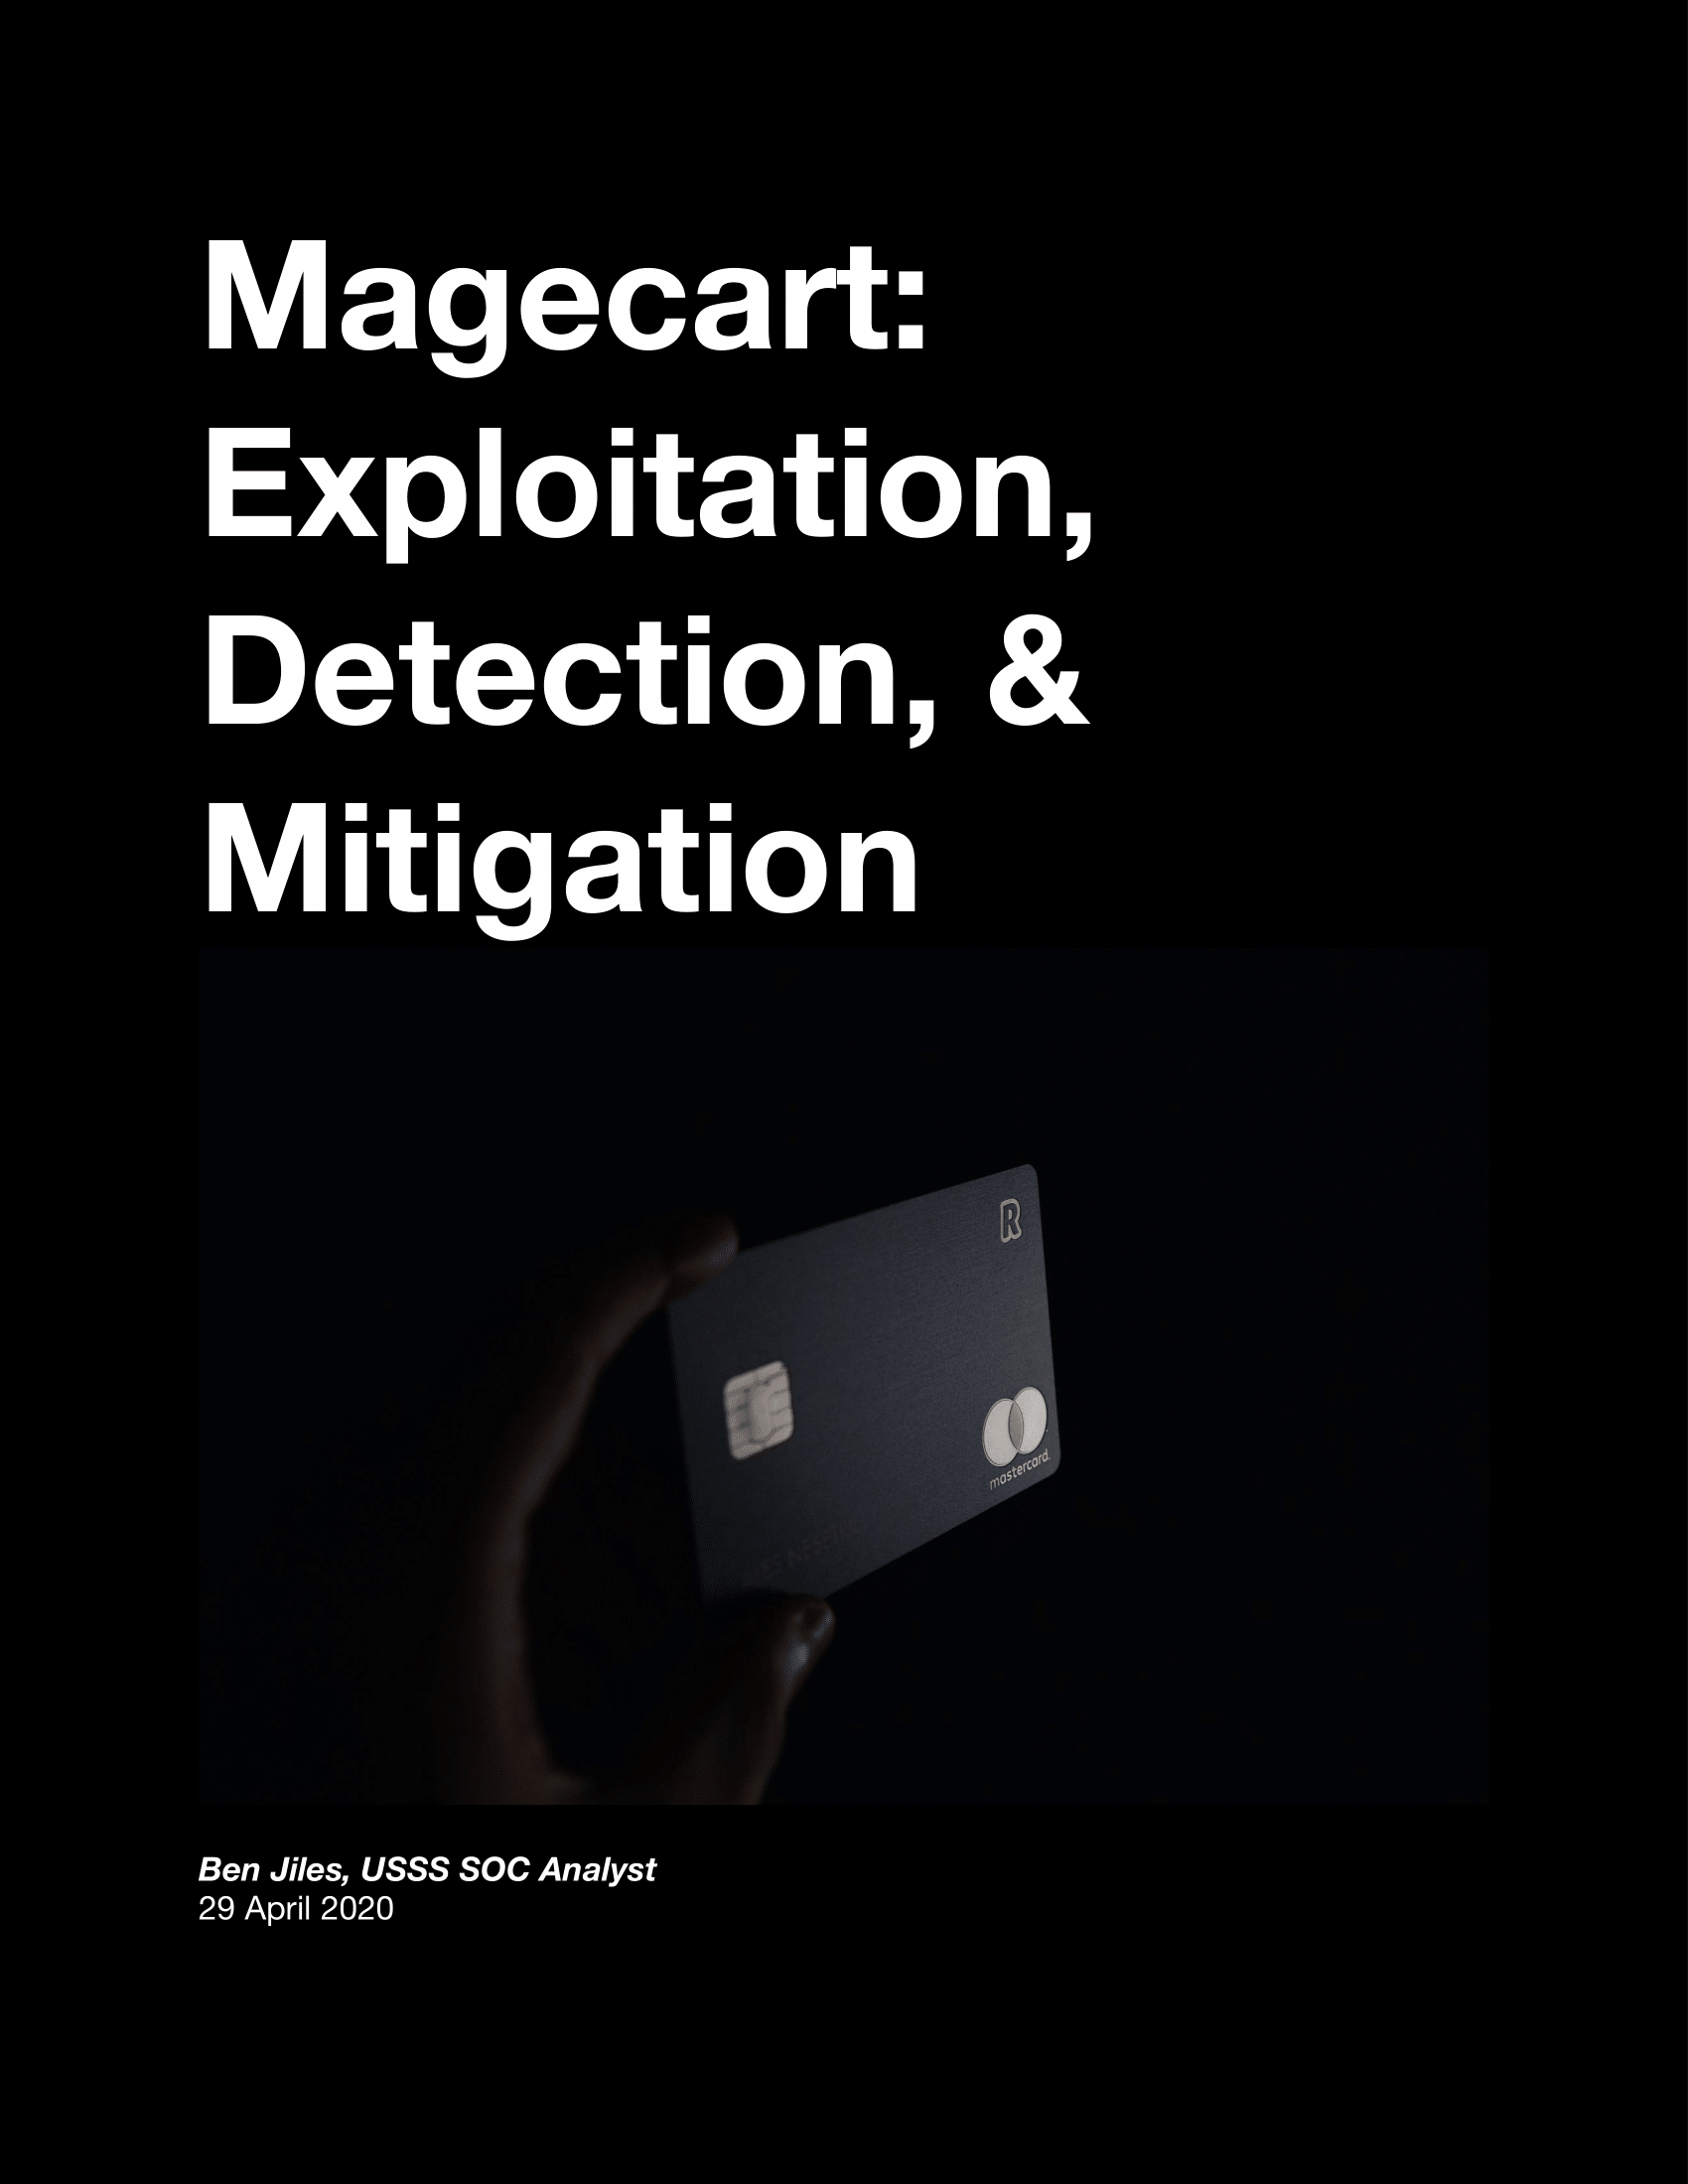 Magecart:
Exploitation,
Detection, &
Mitigation
R
mastercard
Ben Jiles, USSS SOC Analyst
29 April 2020